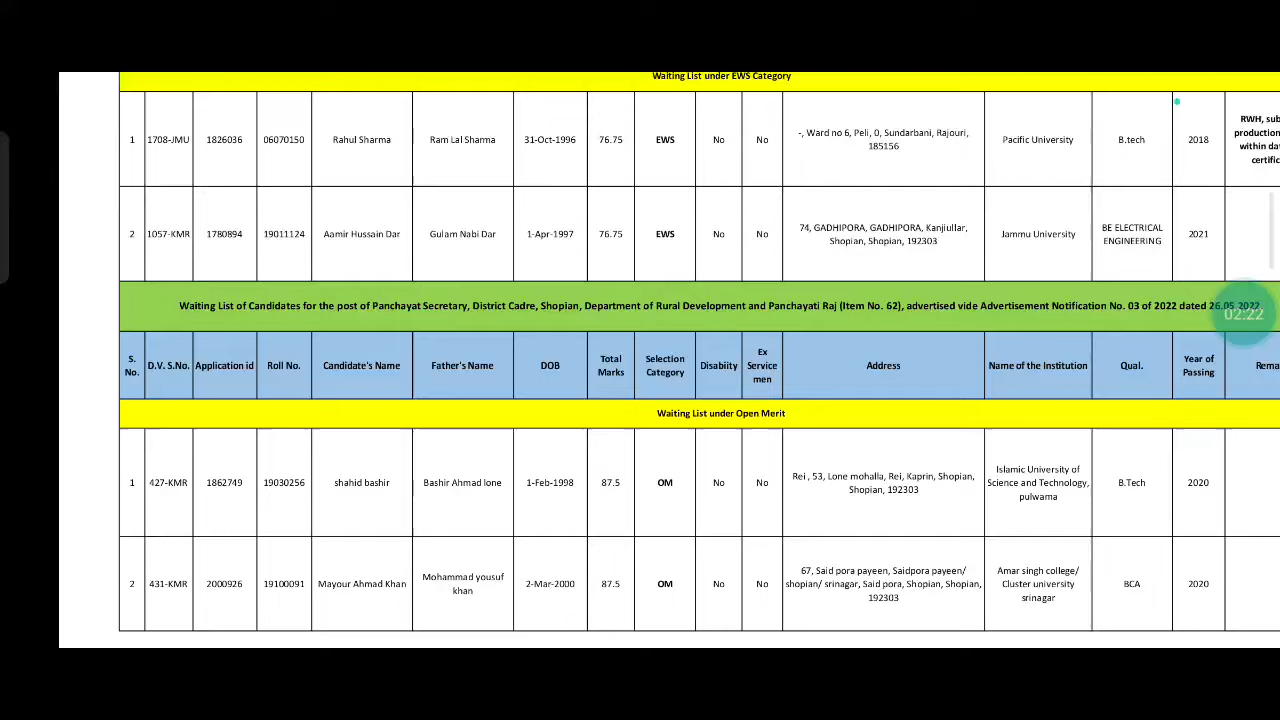 Waiting List under EWS Category
1 1708-JMU 1826036 06070150 Rahul Sharma Ram Lal Sharma 31-Oct-1996 76.75 EWS No No -, Ward no 6, Peli, 0, Sundarbani, Rajouri, 185156 Pacific University B.tech 2018 RWH, sub production within dat certific
2 1057-KMR 1780894 19011124 Aamir Hussain Dar Gulam Nabi Dar 1-Apr-1997 76.75 EWS No No 74, GADHIPORA, GADHIPORA, Kanjiullar, Shopian, Shopian, 192303 Jammu University BE ELECTRICAL ENGINEERING 2021
Waiting List of Candidates for the post of Panchayat Secretary, District Cadre, Shopian, Department of Rural Development and Panchayati Raj (Item No. 62), advertised vide Advertisement Notification No. 03 of 2022 dated 26.05.2022
02:22
S. No. D.V. S.No. Application id Roll No. Candidate's Name Father's Name DOB Total Marks Selection Category Disability Ex Service men Address Name of the Institution Qual. Year of Passing Rema
Waiting List under Open Merit
1 427-KMR 1862749 19030256 shahid bashir Bashir Ahmad lone 1-Feb-1998 87.5 OM No No Rei , 53, Lone mohalla, Rei, Kaprin, Shopian, Shopian, 192303 Islamic University of Science and Technology, pulwama B.Tech 2020
2 431-KMR 2000926 19100091 Mayour Ahmad Khan Mohammad yousuf khan 2-Mar-2000 87.5 OM No No 67, Said pora payeen, Saidpora payeen/ shopian/ srinagar, Said pora, Shopian, Shopian, 192303 Amar singh college/ Cluster university srinagar BCA 2020